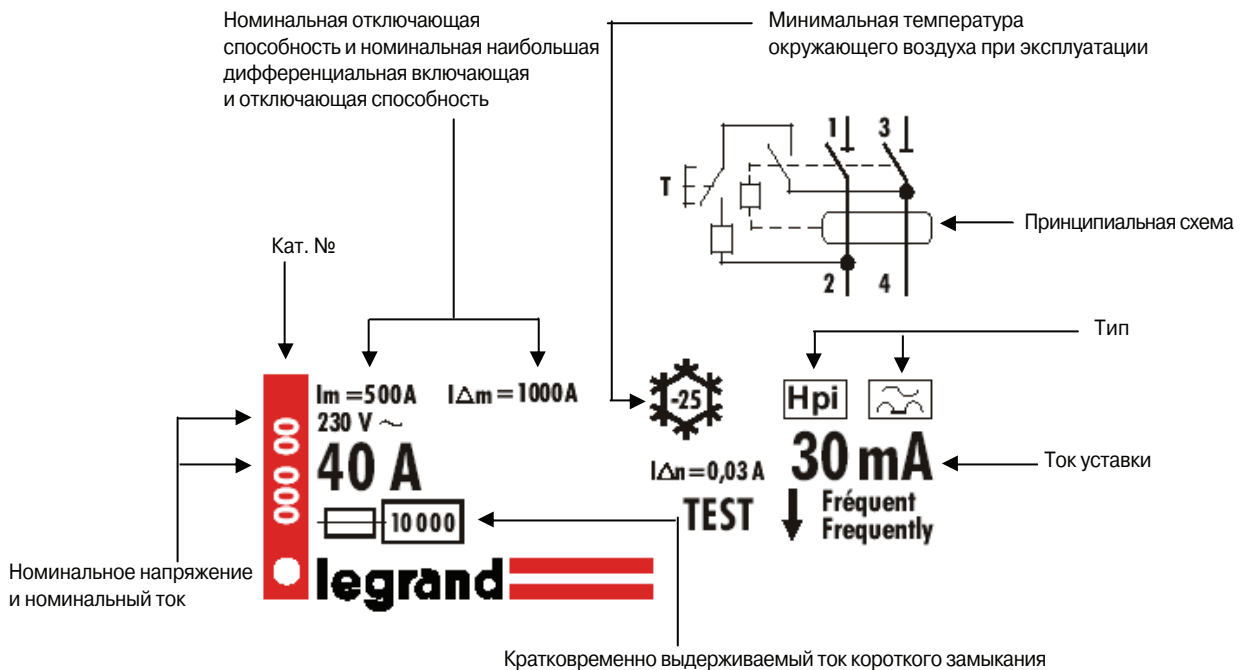 Номинальная отключающая
способность и номинальная наибольшая
дифференциальная включающая
и отключающая способность
Минимальная температура
окружающего воздуха при эксплуатации
1 3
T
Принципиальная схема
2 4
Кат. №
Тип
000 00
Im = 500A I△m = 1000A
230 V ~
40 A
10 000
legrand
-25
Hpi
I△n = 0,03 A
30 mA
Ток уставки
TEST
Fréquent
Frequently
Номинальное напряжение
и номинальный ток
Кратковременно выдерживаемый ток короткого замыкания